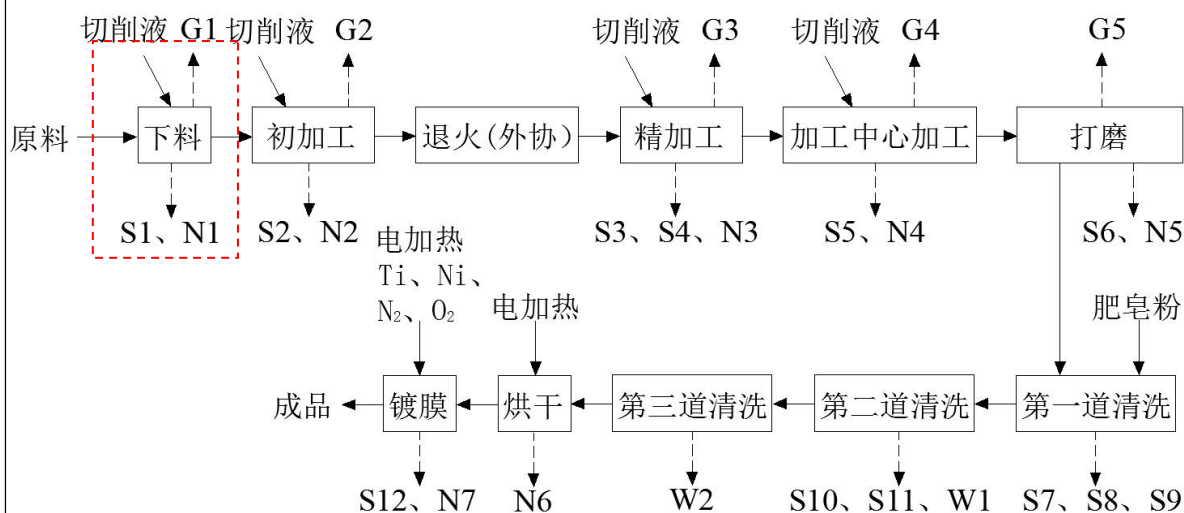 切削液 G1 切削液 G2 切削液 G3 切削液 G4 G5
原料 下料 初加工 退火(外协) 精加工 加工中心加工 打磨
S1、N1 S2、N2 S3、S4、N3 S5、N4 S6、N5
电加热
Ti、Ni、
N₂、O₂ 电加热 肥皂粉
成品 镀膜 烘干 第三道清洗 第二道清洗 第一道清洗
S12、N7 N6 W2 S10、S11、W1 S7、S8、S9